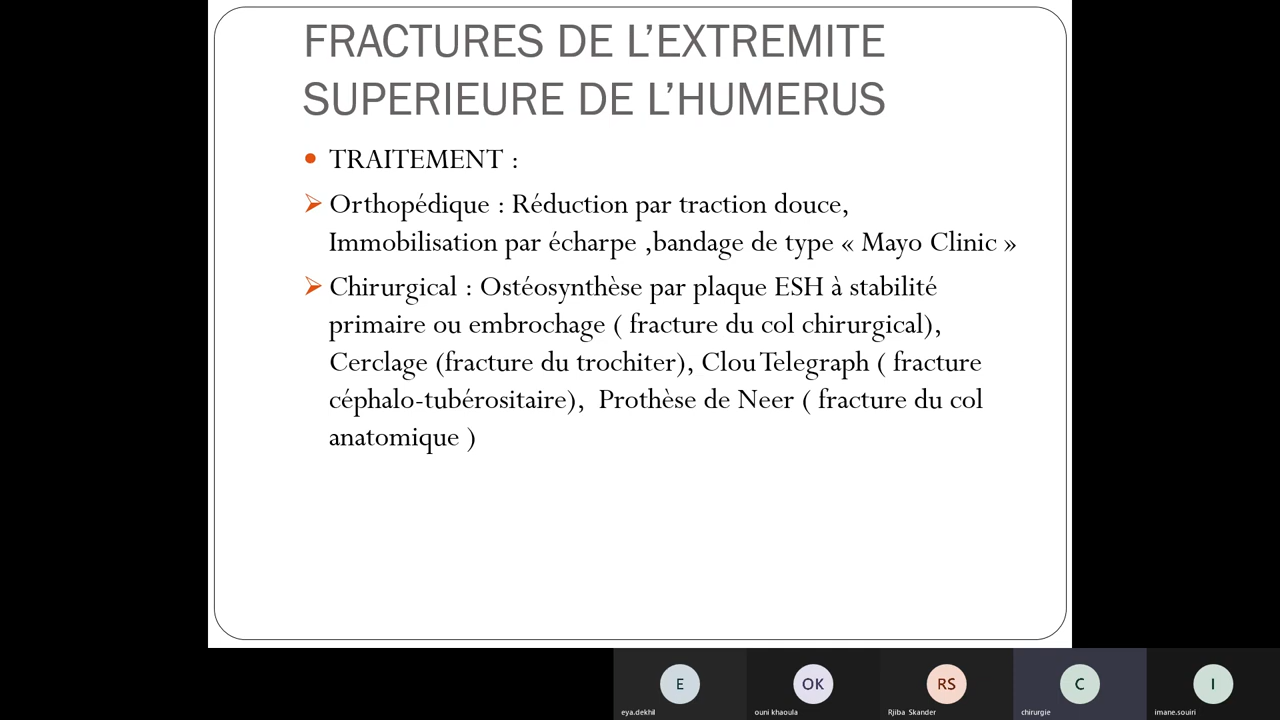 FRACTURES DE L’EXTREMITE
SUPERIEURE DE L’HUMERUS
TRAITEMENT :
Orthopédique : Réduction par traction douce,
Immobilisation par écharpe ,bandage de type « Mayo Clinic »
Chirurgical : Ostéosynthèse par plaque ESH à stabilité
primaire ou embrochage ( fracture du col chirurgical),
Cerclage (fracture du trochiter), Clou Telegraph ( fracture
céphalo-tubérositaire), Prothèse de Neer ( fracture du col
anatomique )
E OK RS C I
eya.dekhil ouni khaoula Rjiba Skander chirurgie imane.souiri